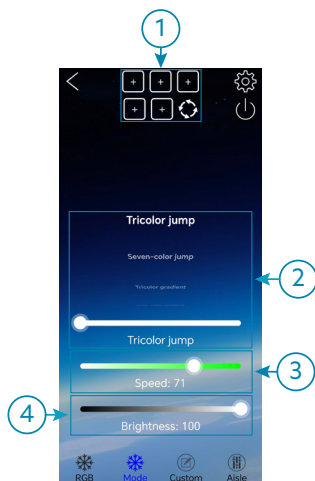 1
Tricolor jump
Seven-color jump
Tricolor gradient
2
Tricolor jump
3
Speed: 71
4
Brightness: 100
RGB Mode Custom Aisle